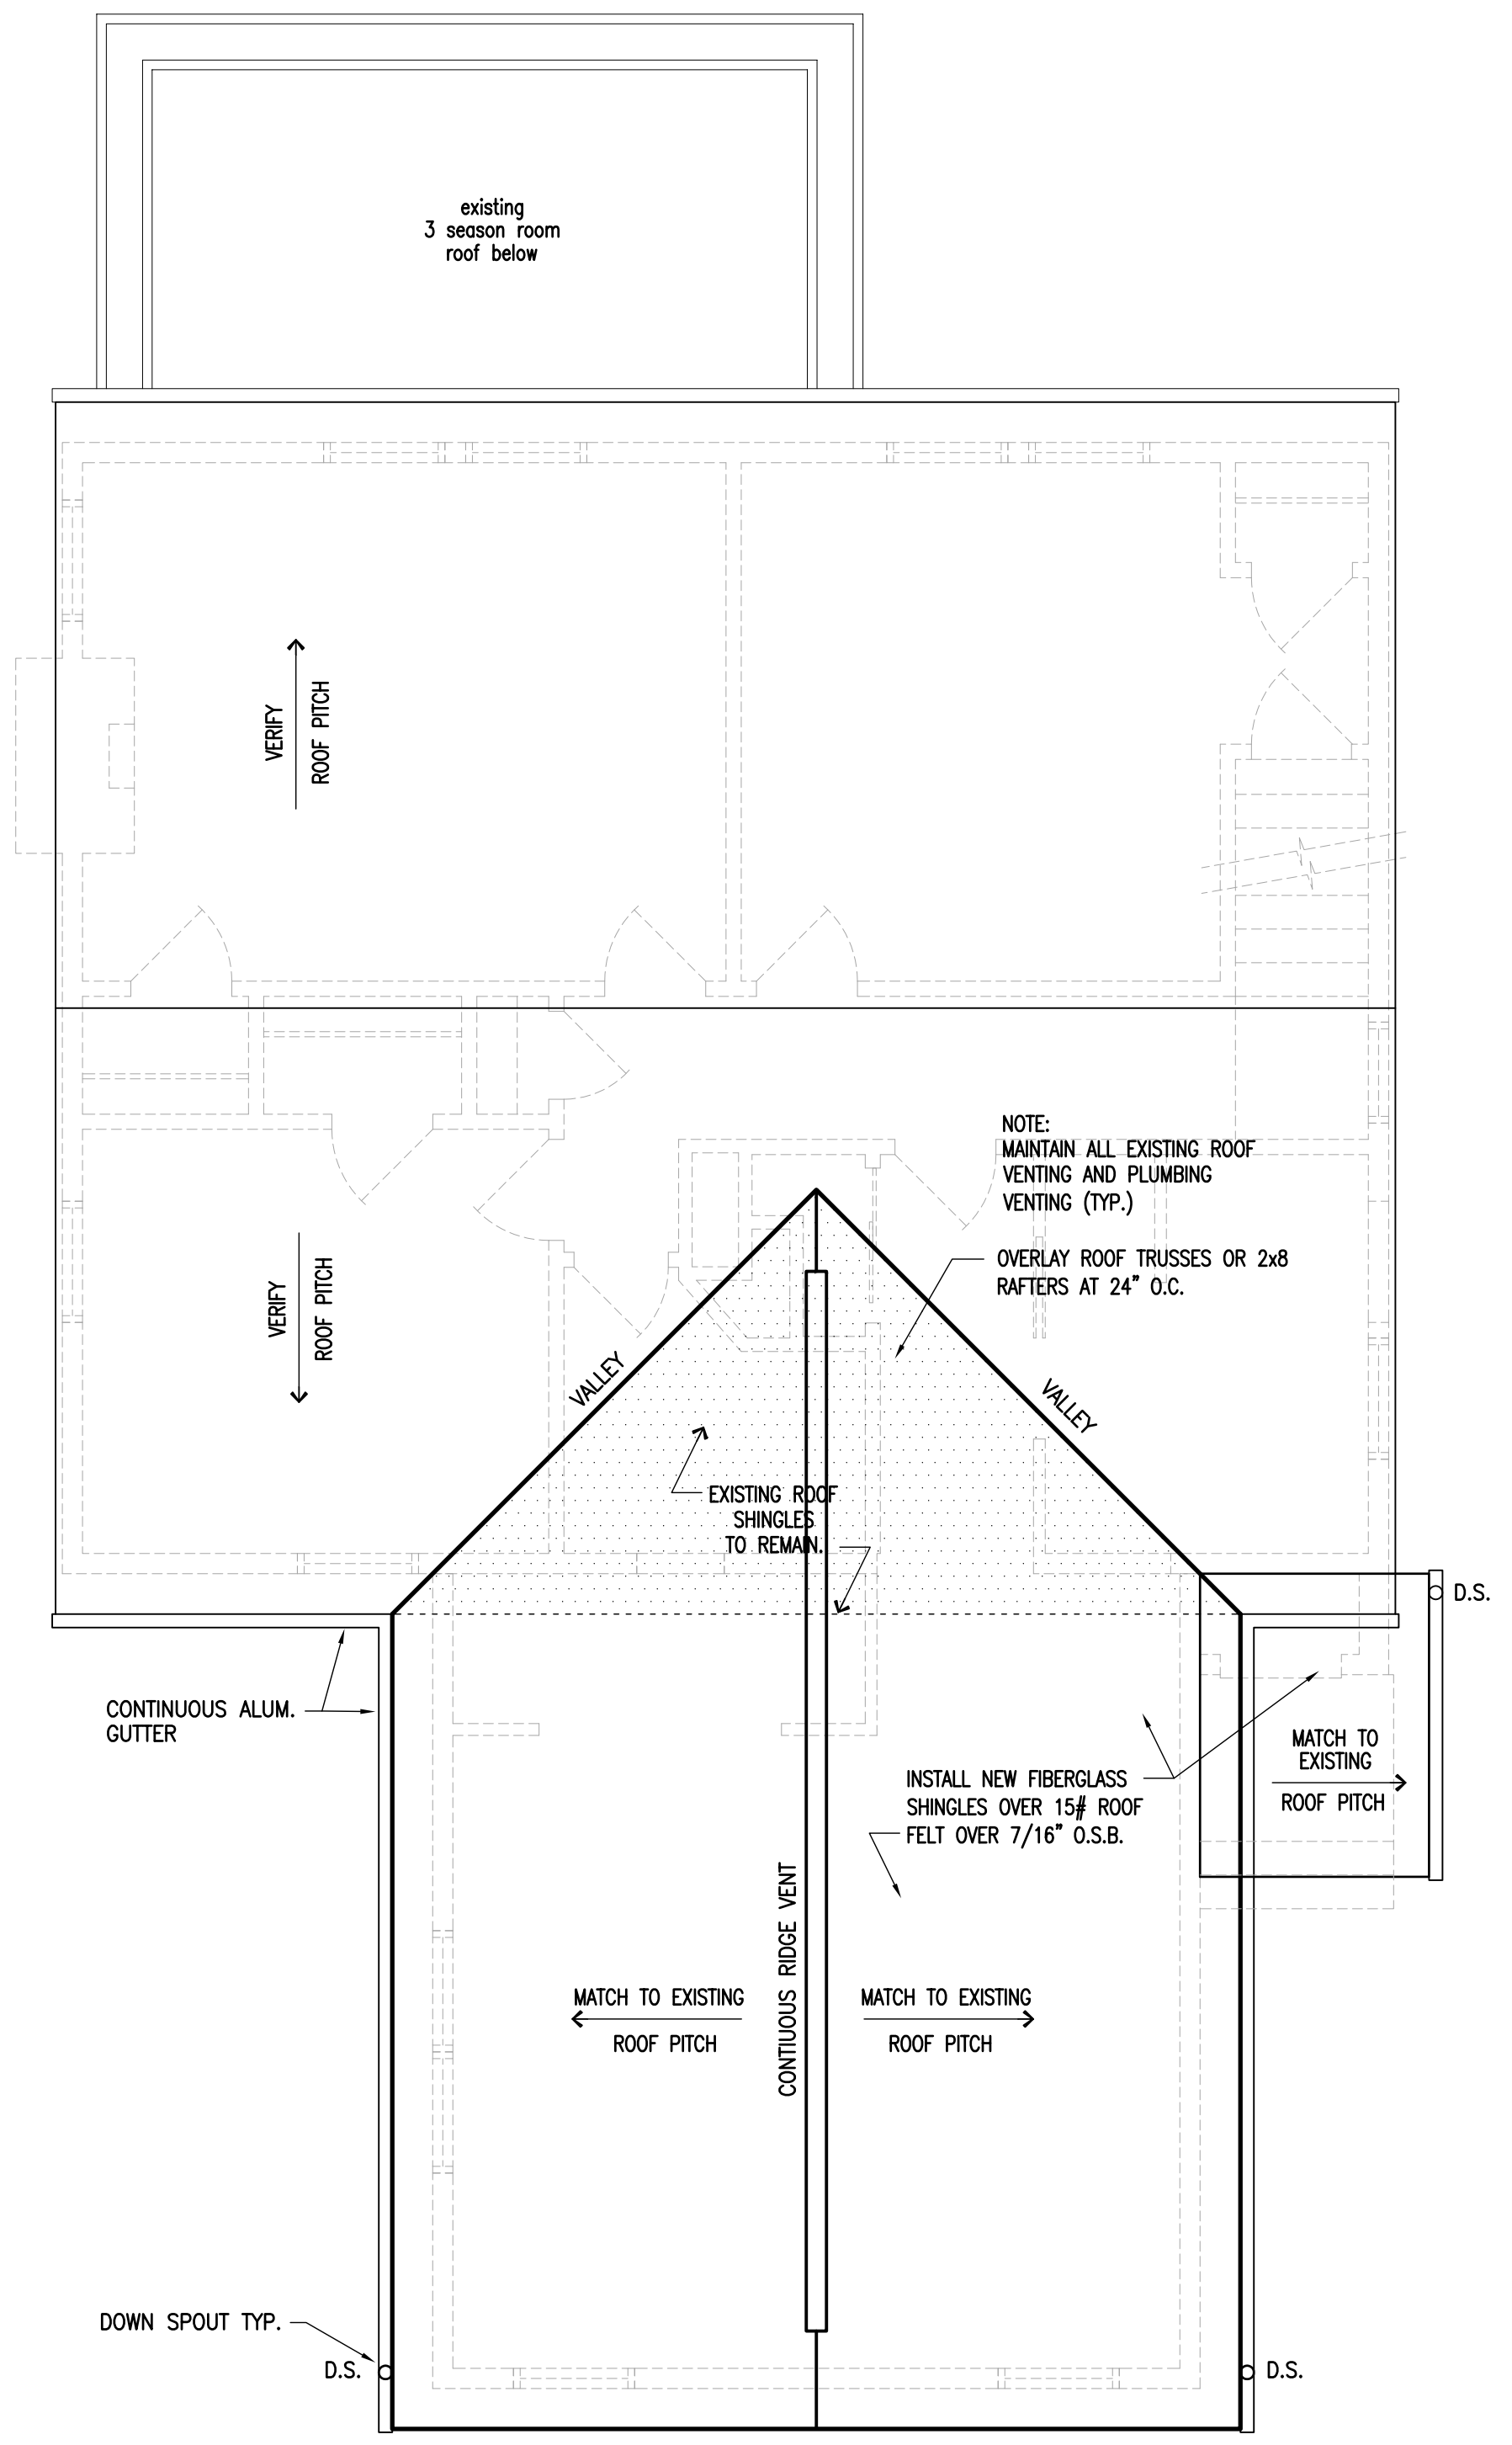 existing
3 season room
roof below
VERIFY
ROOF PITCH
NOTE:
MAINTAIN ALL EXISTING ROOF
VENTING AND PLUMBING
VENTING (TYP.)
OVERLAY ROOF TRUSSES OR 2x8
RAFTERS AT 24" O.C.
VERIFY
ROOF PITCH
VALLEY
VALLEY
EXISTING ROOF
SHINGLES
TO REMAIN.
D.S.
CONTINUOUS ALUM.
GUTTER
MATCH TO
EXISTING
ROOF PITCH
INSTALL NEW FIBERGLASS
SHINGLES OVER 15# ROOF
FELT OVER 7/16" O.S.B.
CONTIUOUS RIDGE VENT
MATCH TO EXISTING
ROOF PITCH
MATCH TO EXISTING
ROOF PITCH
DOWN SPOUT TYP.
D.S.
D.S.